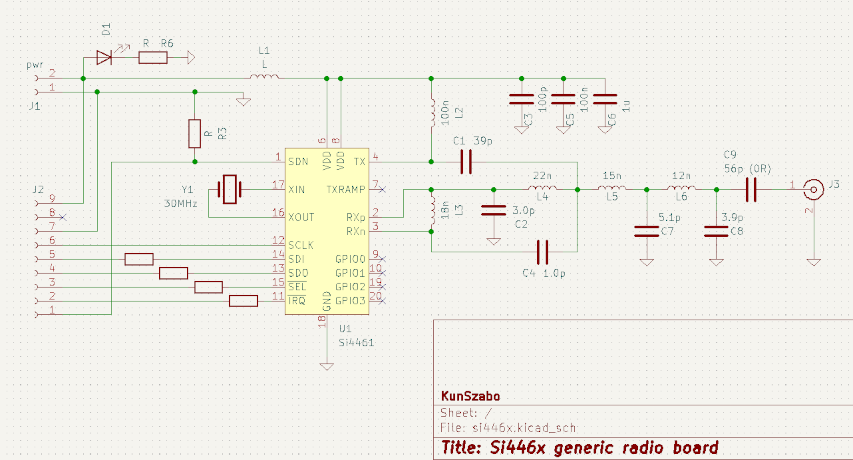 D1
R R6
pwr
2
1
J1
L1
L
100n
L2
C3
100p
C5
100n
C6
1u
R
R3
6
8
VDD
VDD
1
SDN
TX
4
C1 39p
Y1
30MHz
17
XIN
TXRAMP
7
16
XOUT
RXp
2
RXn
3
12
SCLK
14
SDI
GPIO0
9
13
SDO
GPIO1
10
15
SEL
GPIO2
19
11
IRQ
GPIO3
20
GND
18
U1
Si4461
J2
9
8
7
6
5
4
3
2
1
18n
L3
3.0p
C2
22n
L4
C4 1.0p
15n
L5
12n
L6
5.1p
C7
3.9p
C8
C9
56p (0R)
1
J3
2
KunSzabo
Sheet: /
File: si446x.kicad_sch
Title: Si446x generic radio board